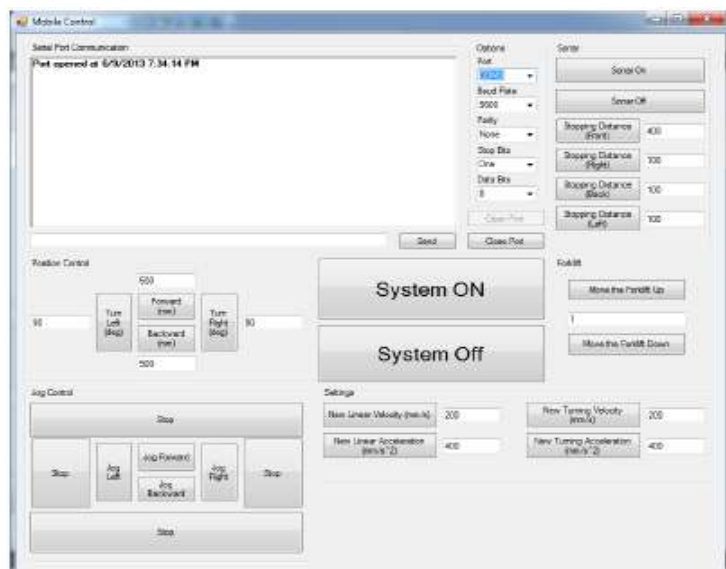 Mobile Control
Serial Port Communication
Port opened at 6/9/2013 7:34:14 PM
Send
Options
Port
Baud Rate
9600
Parity
None
Stop Bits
One
Data Bits
8
Close Port
Sonar
Sonar On
Sonar Off
Stopping Distance
(Front)
400
Stopping Distance
(Right)
100
Stopping Distance
(Back)
100
Stopping Distance
(Left)
100
Position Control
500
90
Turn
Left
(deg)
Forward
(mm)
Backward
(mm)
Turn
Right
(deg)
90
500
System ON
System Off
Forklift
Move the Forklift Up
1
Move the Forklift Down
Jog Control
Stop
Stop
Jog
Left
Jog Forward
Jog
Backward
Jog
Right
Stop
Stop
Settings
New Linear Velocity (mm/s)
200
New Turning Velocity
(mm/s)
200
New Linear Acceleration
(mm/s^2)
400
New Turning Acceleration
(mm/s^2)
400